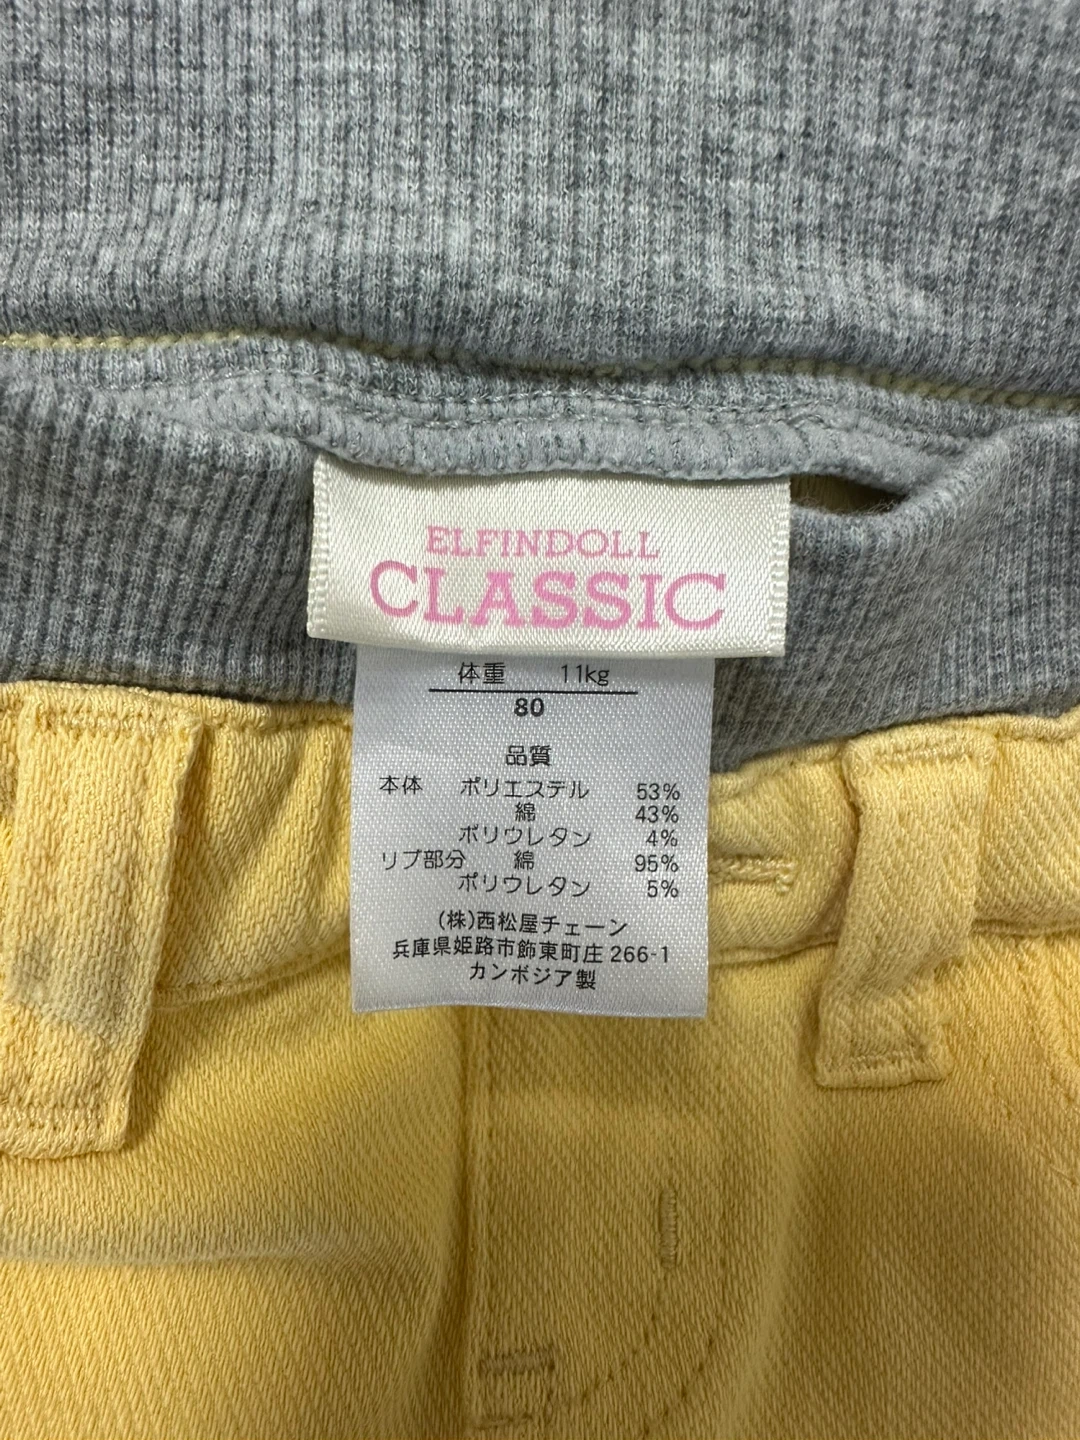 ELFINDOLL
CLASSIC
体重 11kg
80
品質
本体 ポリエステル 53%
綿 43%
ポリウレタン 4%
リブ部分 綿 95%
ポリウレタン 5%
(株)西松屋チェーン
兵庫県姫路市飾東町庄266-1
カンボジア製